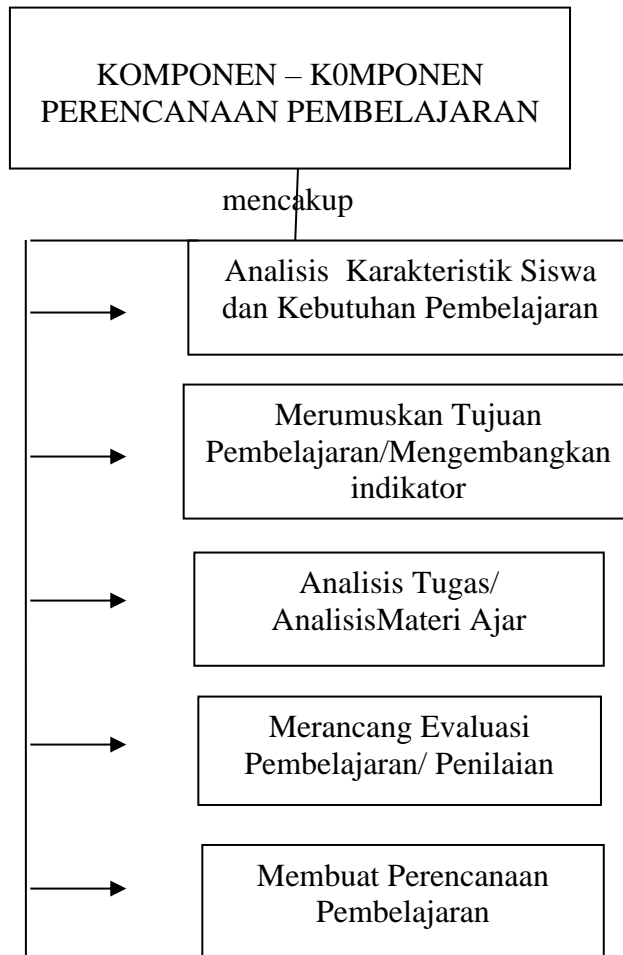 KOMPONEN – K0MPONEN
PERENCANAAN PEMBELAJARAN
mencakup
Analisis Karakteristik Siswa
dan Kebutuhan Pembelajaran
Merumuskan Tujuan
Pembelajaran/Mengembangkan
indikator
Analisis Tugas/
AnalisisMateri Ajar
Merancang Evaluasi
Pembelajaran/ Penilaian
Membuat Perencanaan
Pembelajaran